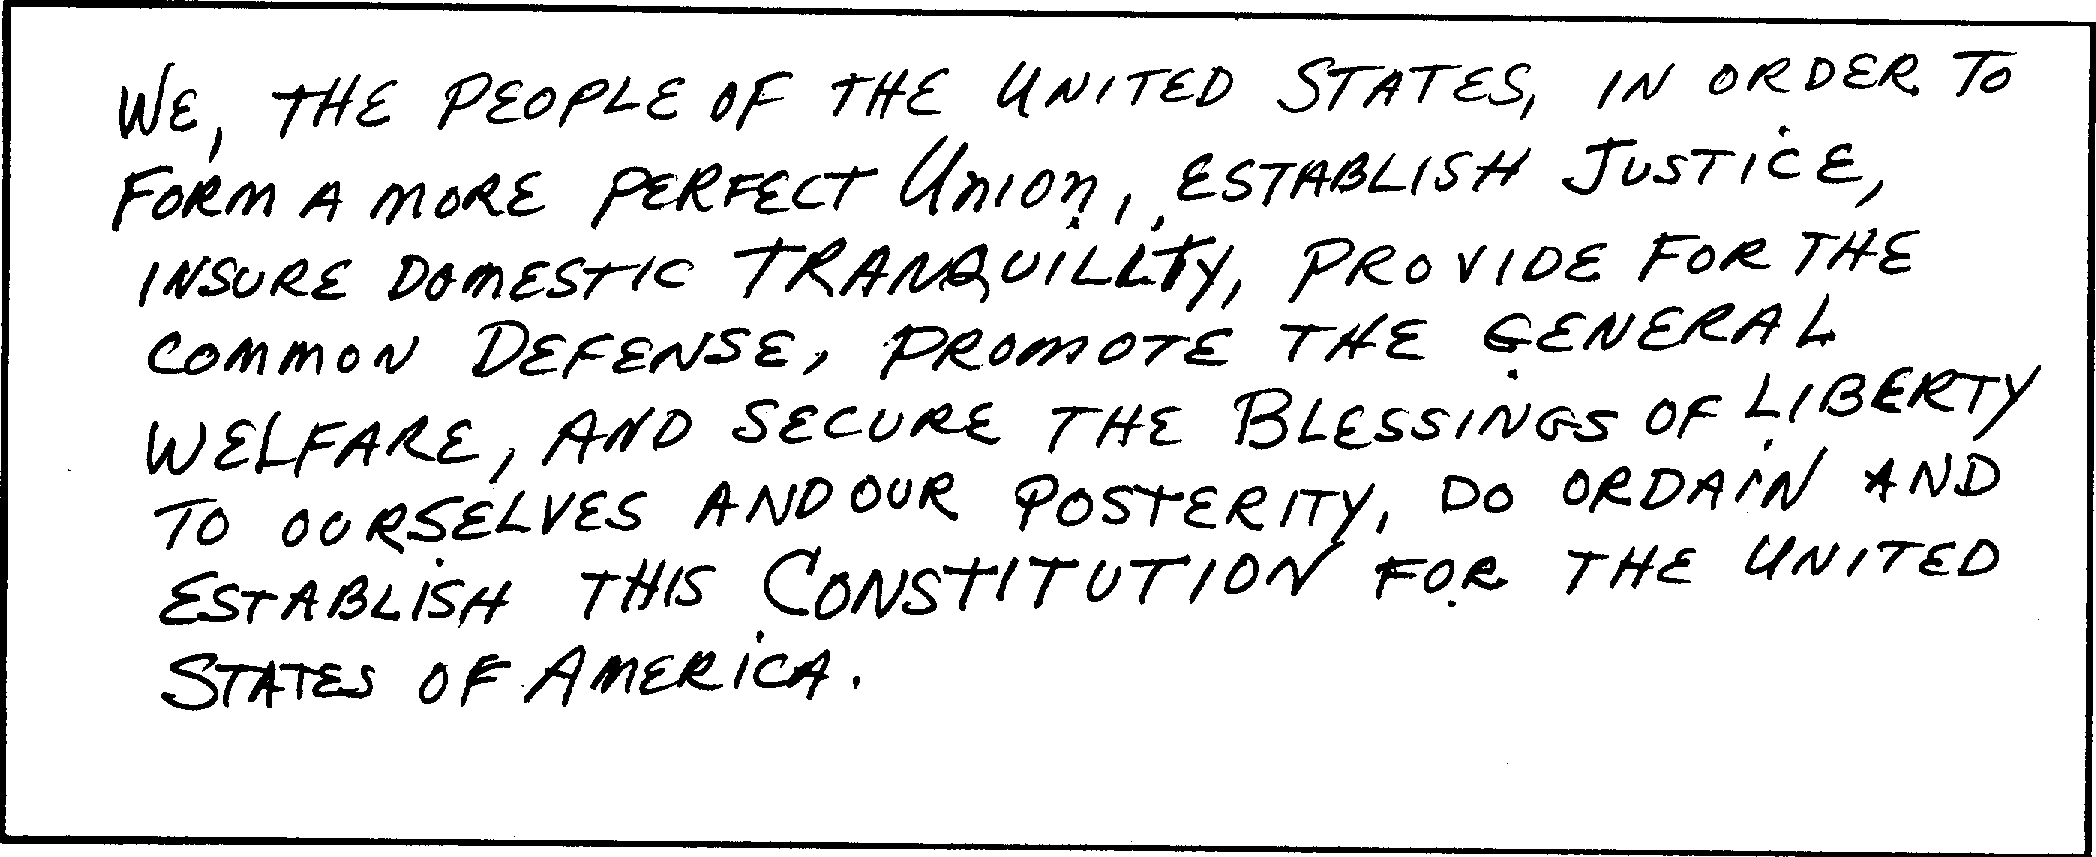 WE, THE PEOPLE OF THE UNITED STATES, IN ORDER TO
FORM A MORE PERFECT UNION, ESTABLISH JUSTICE,
INSURE DOMESTIC TRANQUILLTY, PROVIDE FOR THE
COMMON DEFENSE, PROMOTE THE GENERAL
WELFARE, AND SECURE THE BLESSINGS OF LIBERTY
TO OURSELVES AND OUR POSTERITY, DO ORDAIN AND
ESTABLISH THIS CONSTITUTION FOR THE UNITED
STATES OF AMERICA.